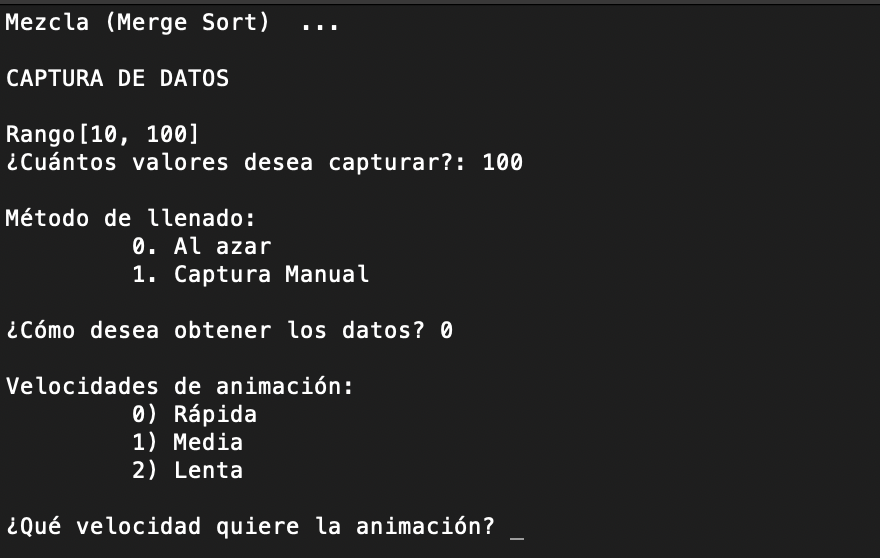 Mezcla (Merge Sort)  ...
CAPTURA DE DATOS
Rango[10, 100]
¿Cuántos valores desea capturar?: 100
Método de llenado:
0. Al azar
1. Captura Manual
¿Cómo desea obtener los datos? 0
Velocidades de animación:
0) Rápida
1) Media
2) Lenta
¿Qué velocidad quiere la animación? _